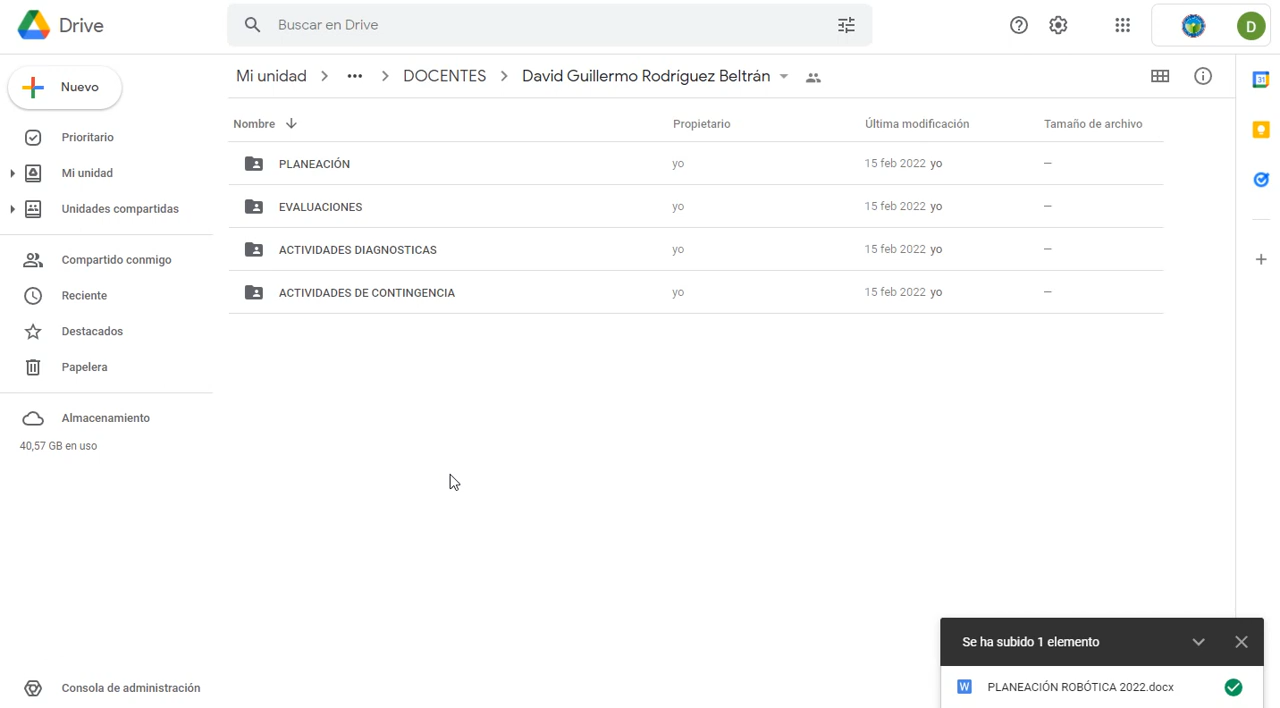 Drive
Buscar en Drive
D
Nuevo
Mi unidad > ••• > DOCENTES > David Guillermo Rodríguez Beltrán
31
Nombre Propietario Última modificación Tamaño de archivo
Prioritario
Mi unidad
Unidades compartidas
PLANEACIÓN yo 15 feb 2022 yo —
EVALUACIONES yo 15 feb 2022 yo —
ACTIVIDADES DIAGNOSTICAS yo 15 feb 2022 yo —
ACTIVIDADES DE CONTINGENCIA yo 15 feb 2022 yo —
Compartido conmigo
Reciente
Destacados
Papelera
Almacenamiento
40,57 GB en uso
Consola de administración
Se ha subido 1 elemento
W PLANEACIÓN ROBÓTICA 2022.docx